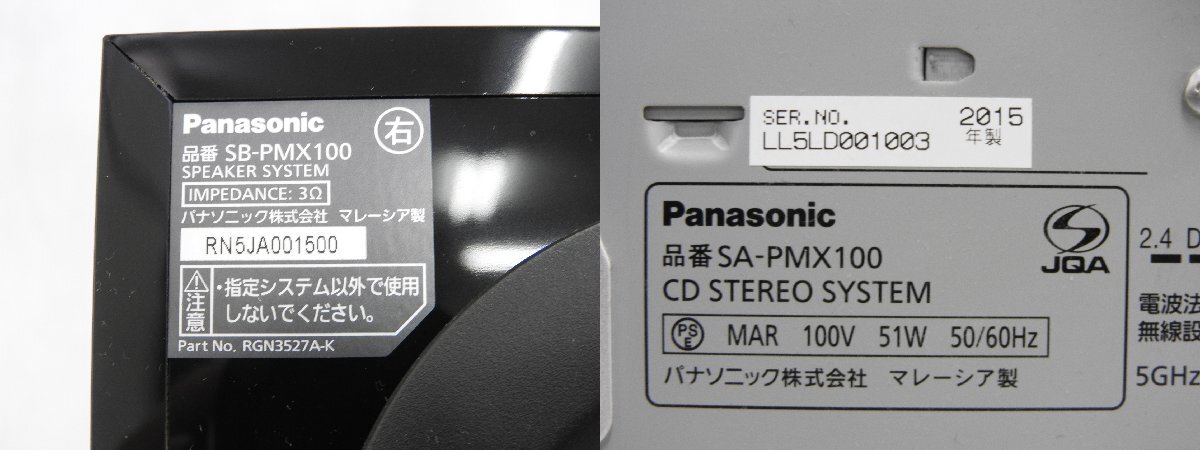 Panasonic 右
品番 SB-PMX100
SPEAKER SYSTEM
IMPEDANCE: 3Ω
パナソニック株式会社 マレーシア製
RN5JA001500
注意
・指定システム以外で使用
しないでください。
Part No. RGN3527A-K
SER.NO. 2015
LL5LD001003 年製
Panasonic
品番 SA-PMX100
CD STEREO SYSTEM
PSE MAR 100V 51W 50/60Hz
パナソニック株式会社 マレーシア製
JQA
2.4 D
電波法
無線設
5GHz